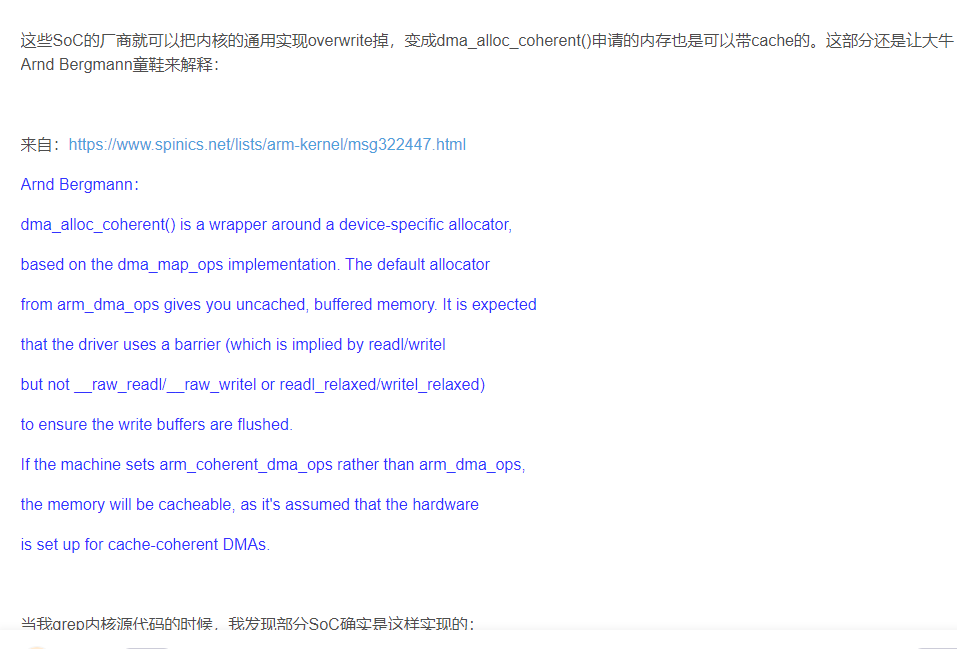 这些SoC的厂商就可以把内核的通用实现overwrite掉，变成dma_alloc_coherent()申请的内存也是可以带cache的。这部分还是让大牛
Arnd Bergmann童鞋来解释：
来自：https://www.spinics.net/lists/arm-kernel/msg322447.html
Arnd Bergmann：
dma_alloc_coherent() is a wrapper around a device-specific allocator,
based on the dma_map_ops implementation. The default allocator
from arm_dma_ops gives you uncached, buffered memory. It is expected
that the driver uses a barrier (which is implied by readl/writel
but not __raw_readl/__raw_writel or readl_relaxed/writel_relaxed)
to ensure the write buffers are flushed.
If the machine sets arm_coherent_dma_ops rather than arm_dma_ops,
the memory will be cacheable, as it's assumed that the hardware
is set up for cache-coherent DMAs.
当我grep内核源代码的时候，我发现部分SoC确实是这样实现的：